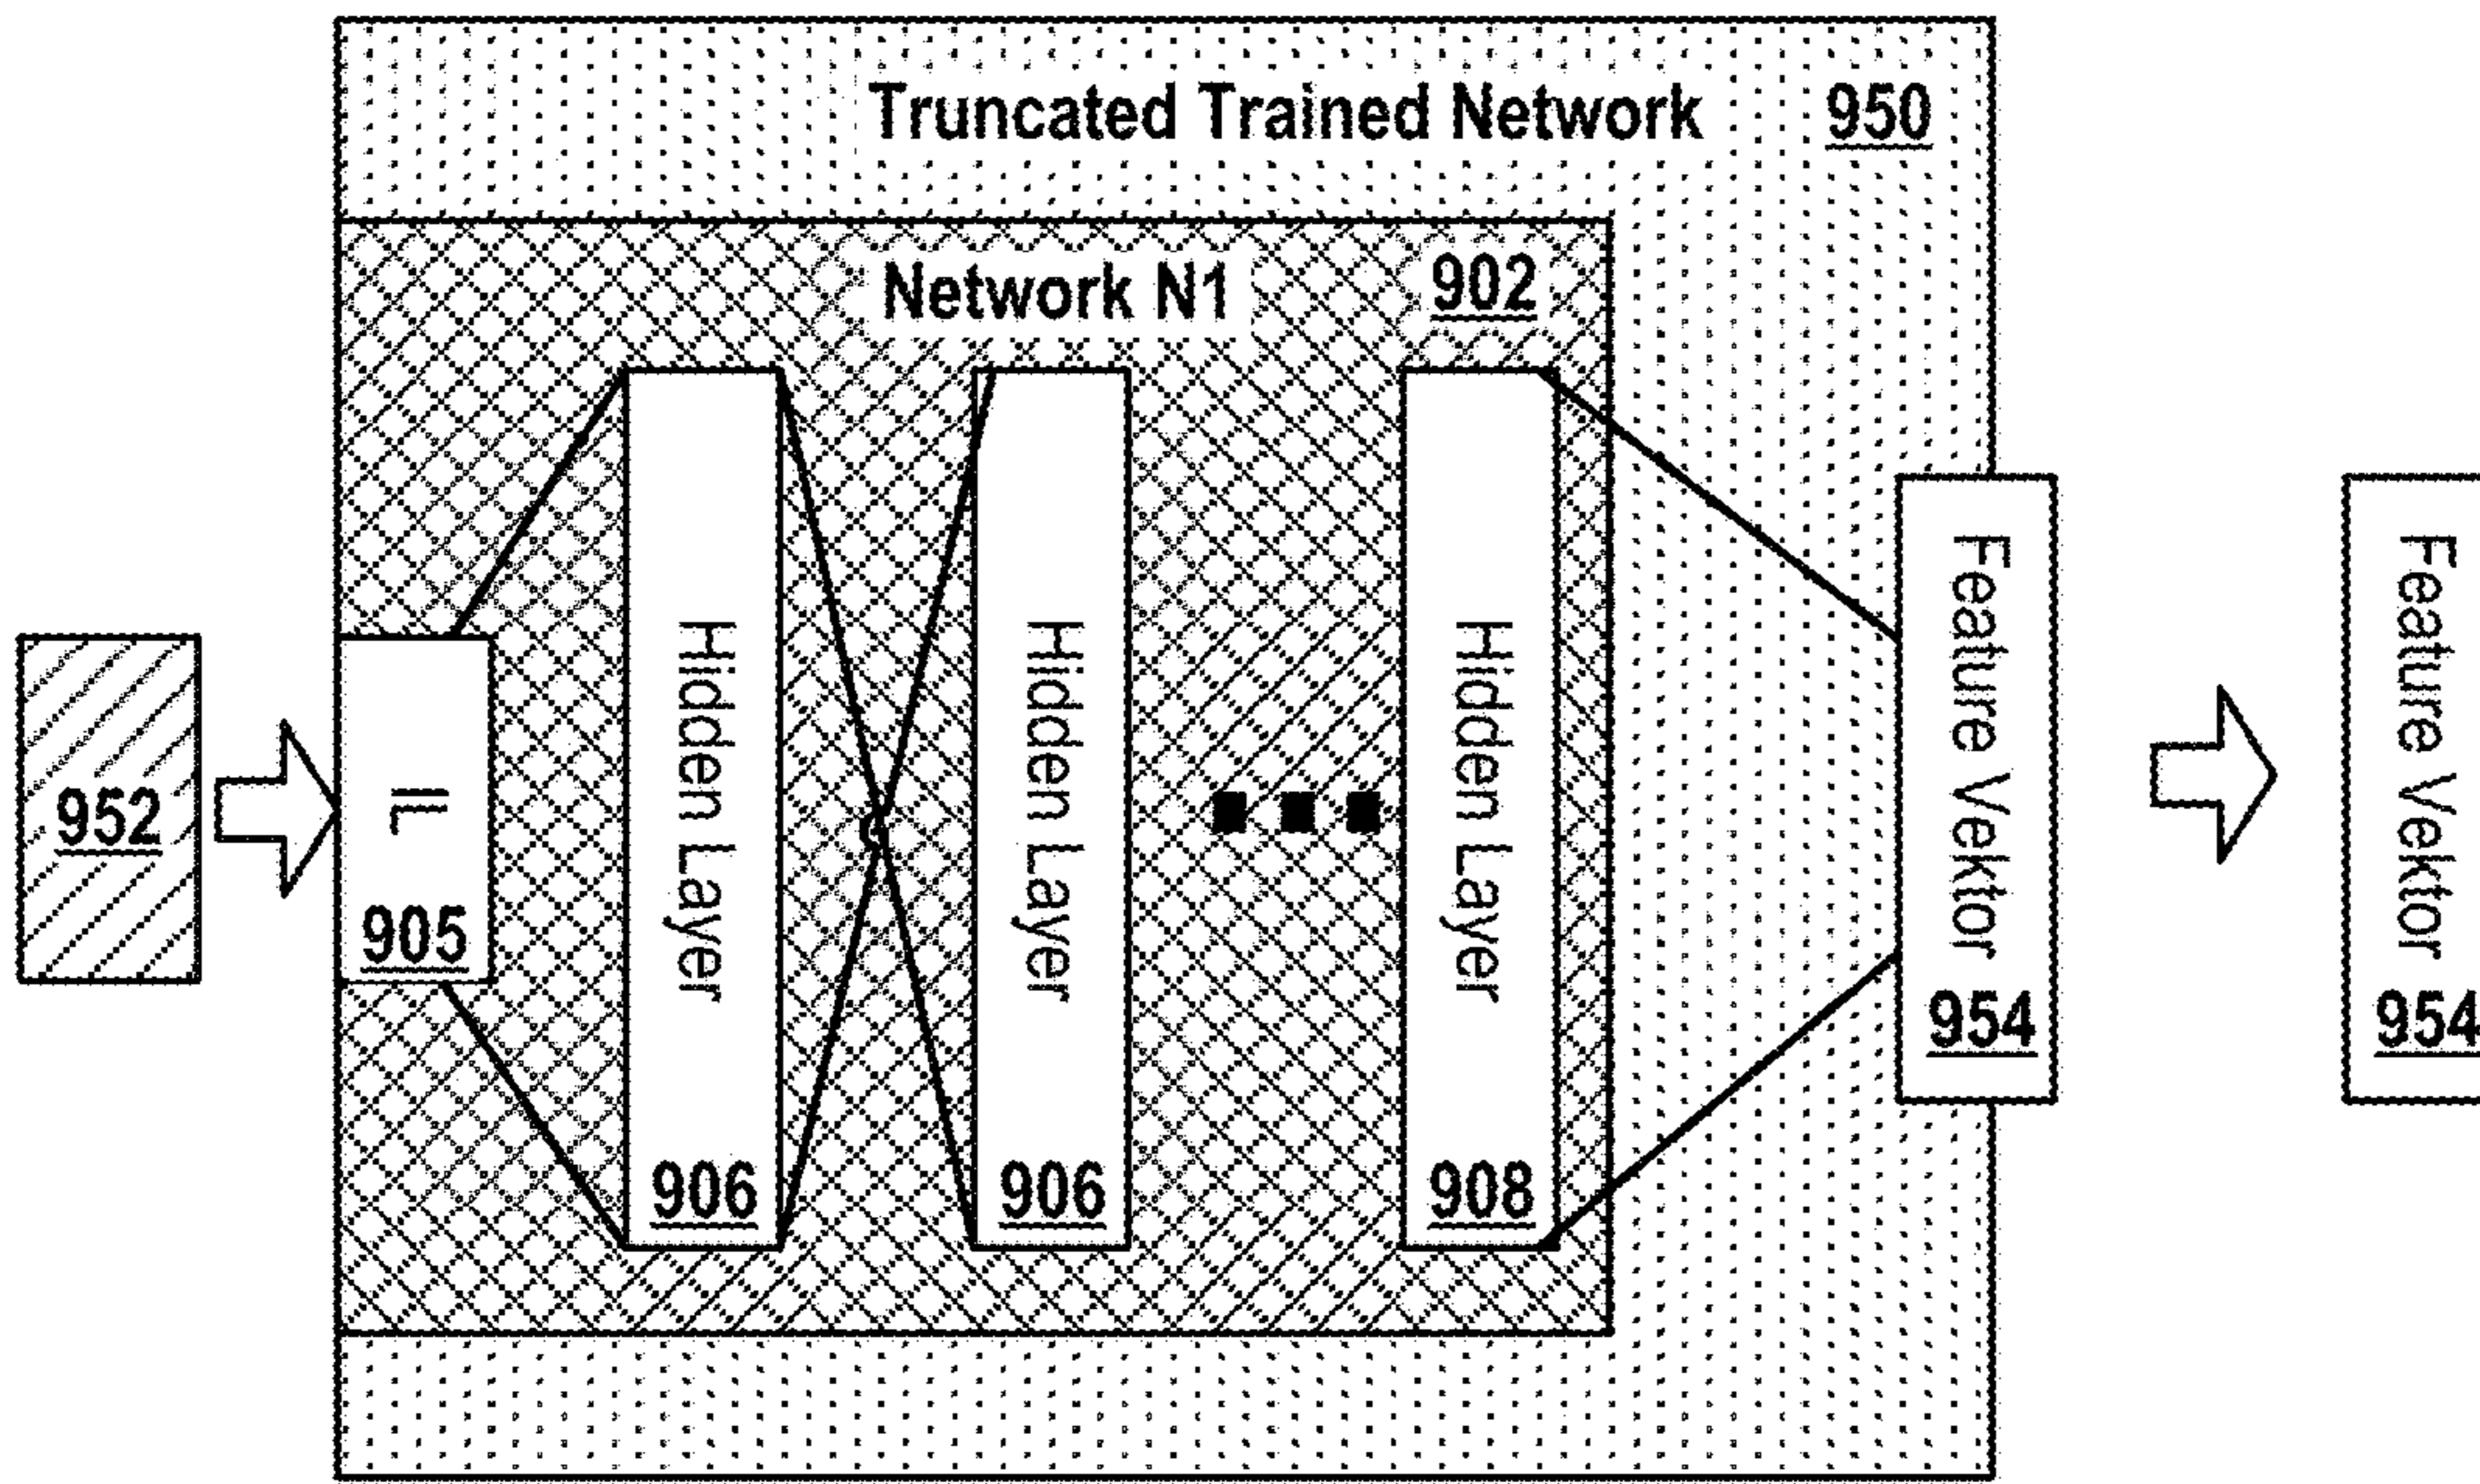 Truncated Trained Network 950
Network N1 902
952
IL
905
Hidden Layer
906
Hidden Layer
906
Hidden Layer
908
Feature Vektor
954
Feature Vektor
954